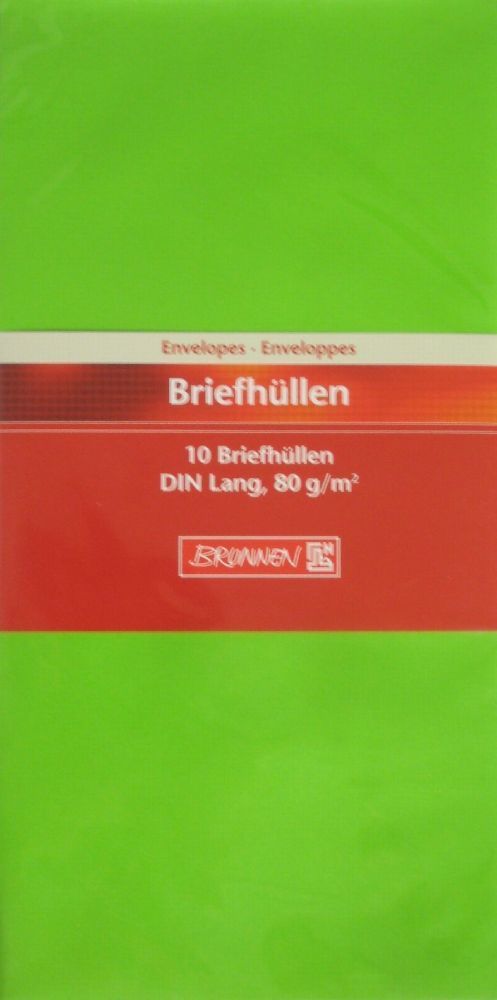 Envelopes - Enveloppes
Briefhüllen
10 Briefhüllen
DIN Lang, 80 g/m²
BRUNNEN